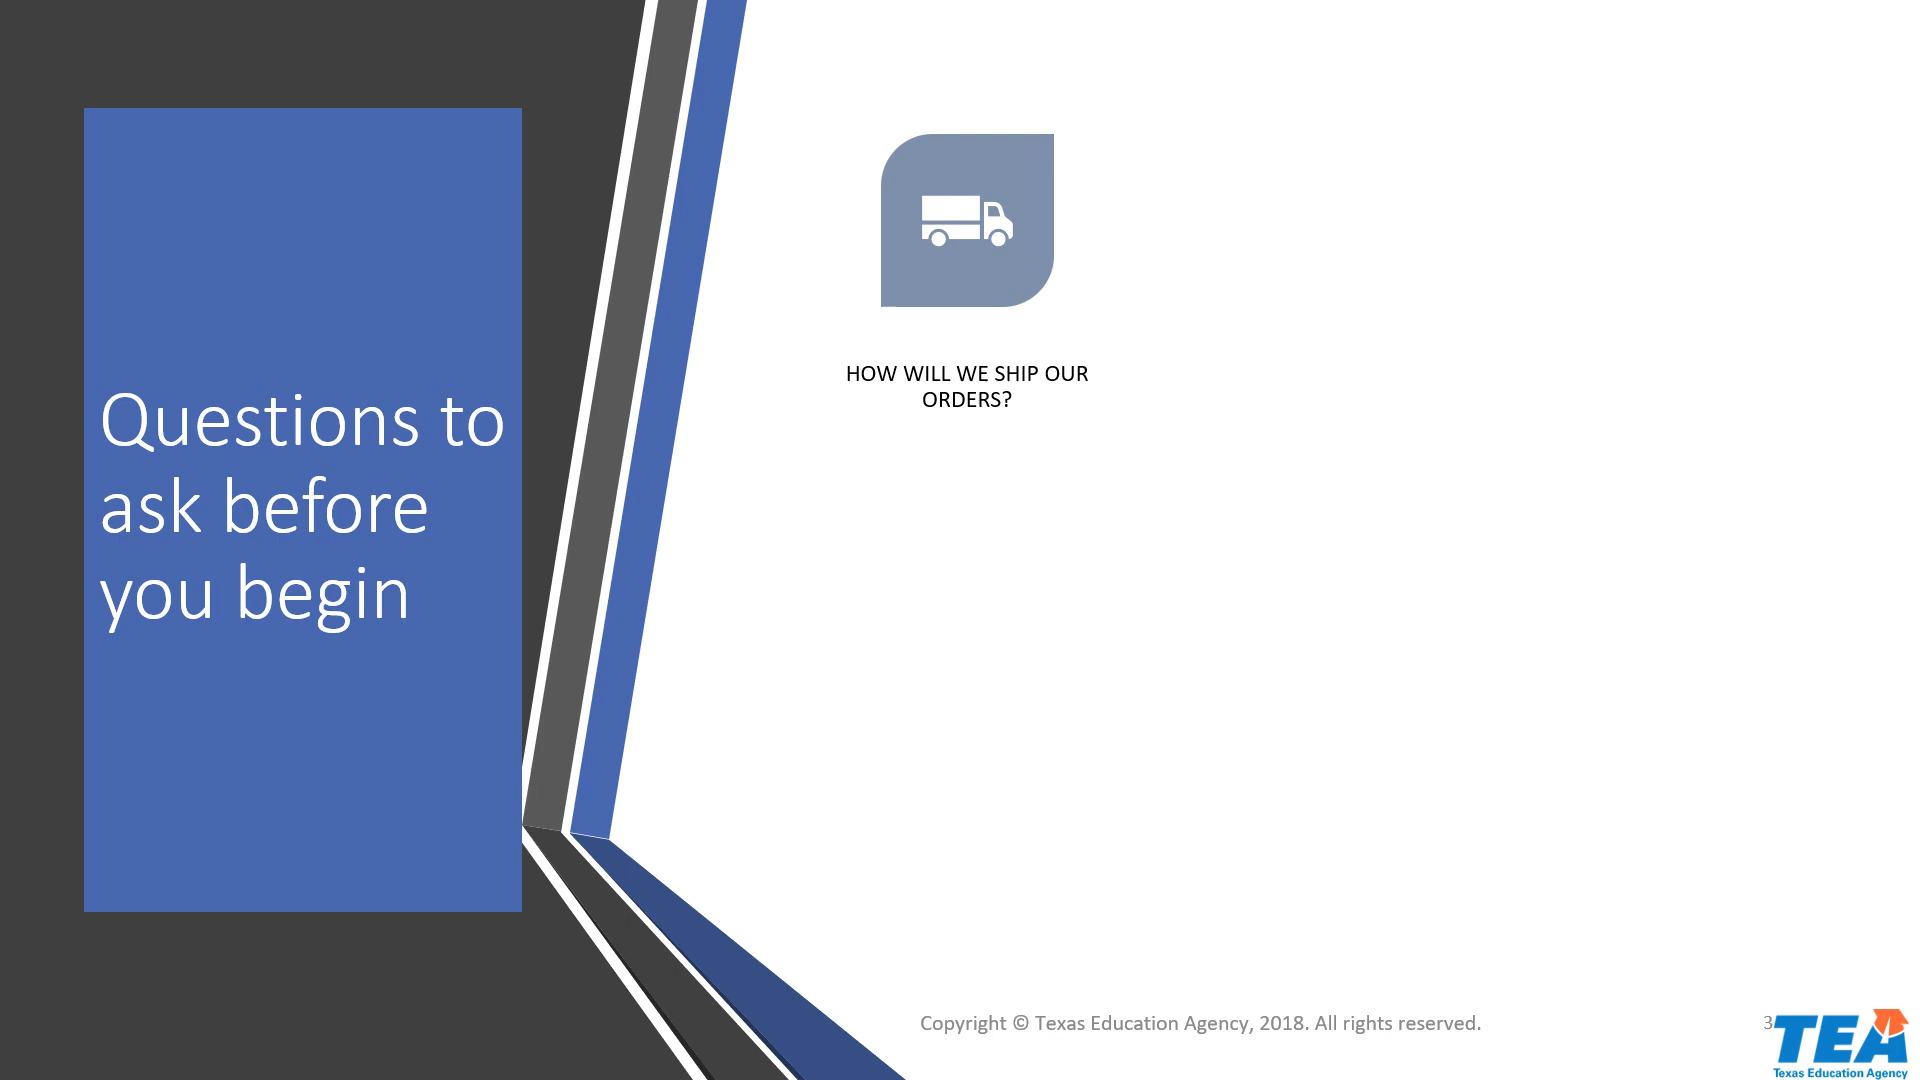 Questions to
ask before
you begin
HOW WILL WE SHIP OUR
ORDERS?
Copyright © Texas Education Agency, 2018. All rights reserved.
3
TEA
Texas Education Agency